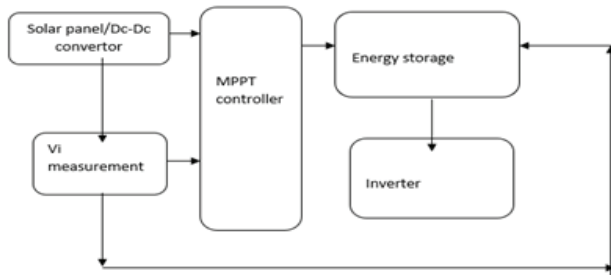 Solar panel/Dc-Dc
convertor
MPPT
controller
Energy storage
Vi
measurement
Inverter